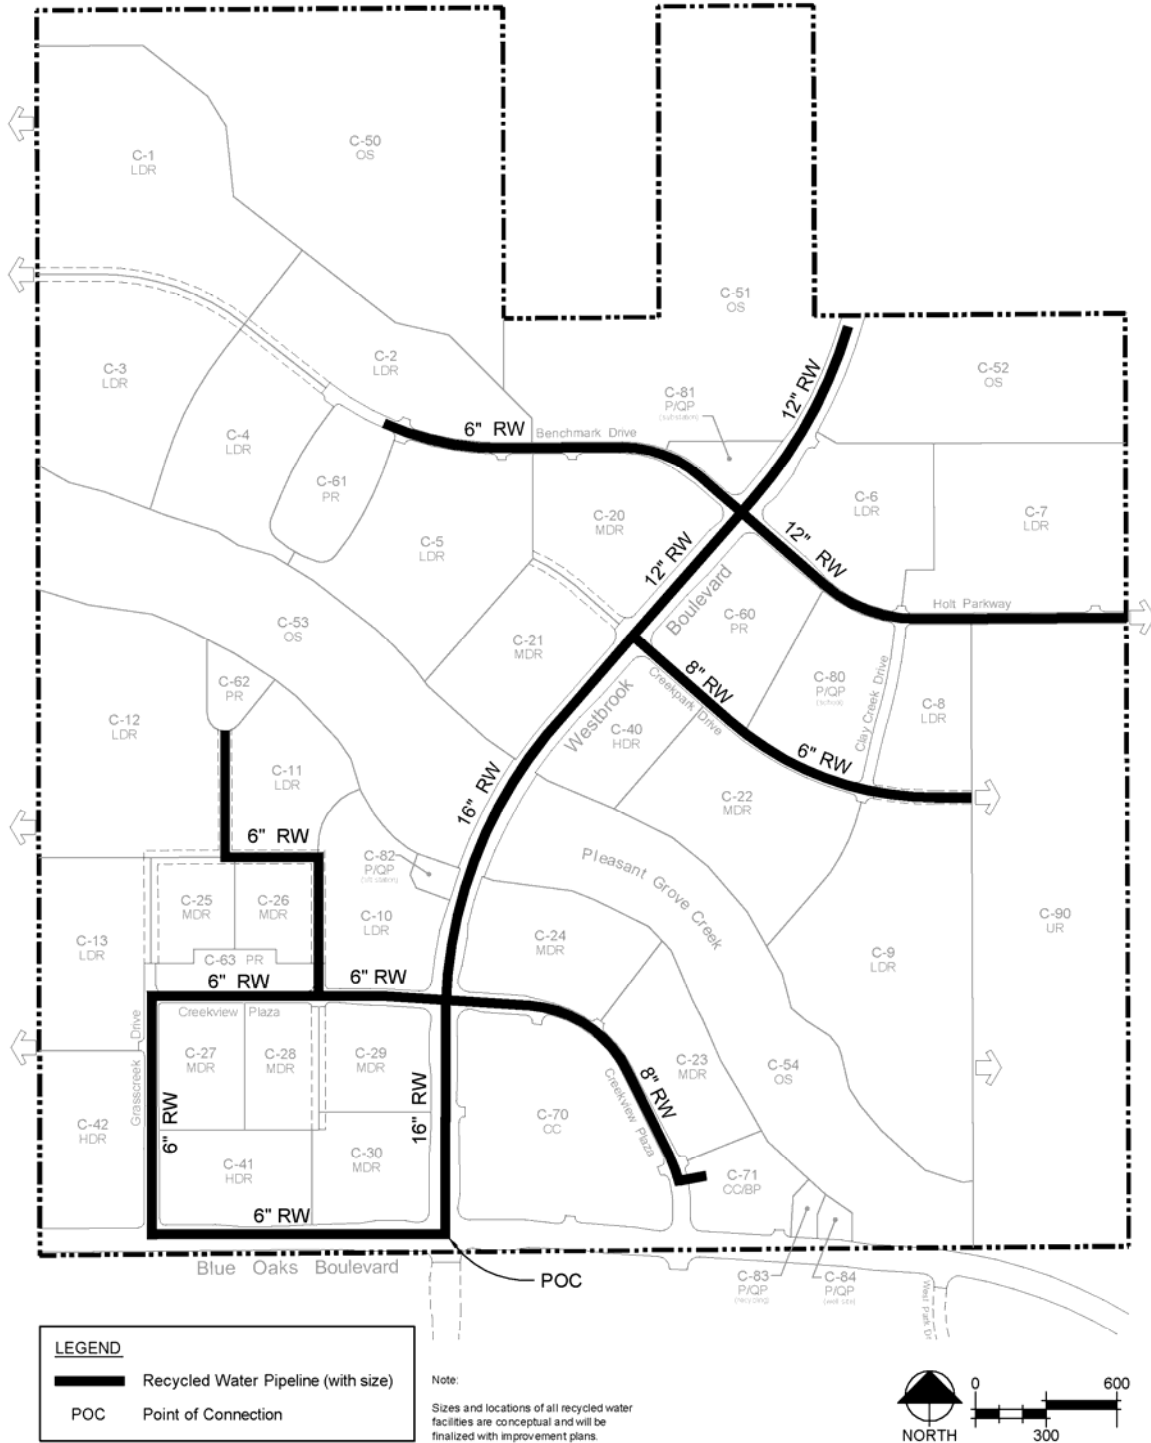 C-1
LDR
C-50
OS
C-51
OS
C-2
LDR
C-3
LDR
C-52
OS
C-81
P/QP
(substation)
12" RW
6" RW
Benchmark Drive
C-4
LDR
C-61
PR
C-20
MDR
C-6
LDR
C-7
LDR
C-5
LDR
12" RW
12" RW
Holt Parkway
Westbrook Boulevard
C-60
PR
C-53
OS
C-21
MDR
C-62
PR
8" RW
Creekpark Drive
C-80
P/QP
(school)
Clay Creek Drive
C-8
LDR
C-12
LDR
C-40
HDR
6" RW
C-11
LDR
16" RW
C-22
MDR
6" RW
C-82
P/QP
Pleasant Grove Creek
C-25
MDR
C-26
MDR
C-10
LDR
C-90
UR
C-13
LDR
C-24
MDR
C-9
LDR
C-63 PR
6" RW
6" RW
Creekview Plaza
Grasscreek Drive
C-27
MDR
C-28
MDR
C-29
MDR
C-23
MDR
C-54
OS
8" RW
Creekview Plaza
6" RW
16" RW
C-42
HDR
C-70
CC
C-41
HDR
C-30
MDR
C-71
CC/BP
6" RW
Blue Oaks Boulevard
POC
C-83
P/QP
(recycling)
C-84
P/QP
(well site)
West Park Dr
LEGEND
Recycled Water Pipeline (with size)
POC Point of Connection
Note:
Sizes and locations of all recycled water
facilities are conceptual and will be
finalized with improvement plans.
NORTH
0 600
300